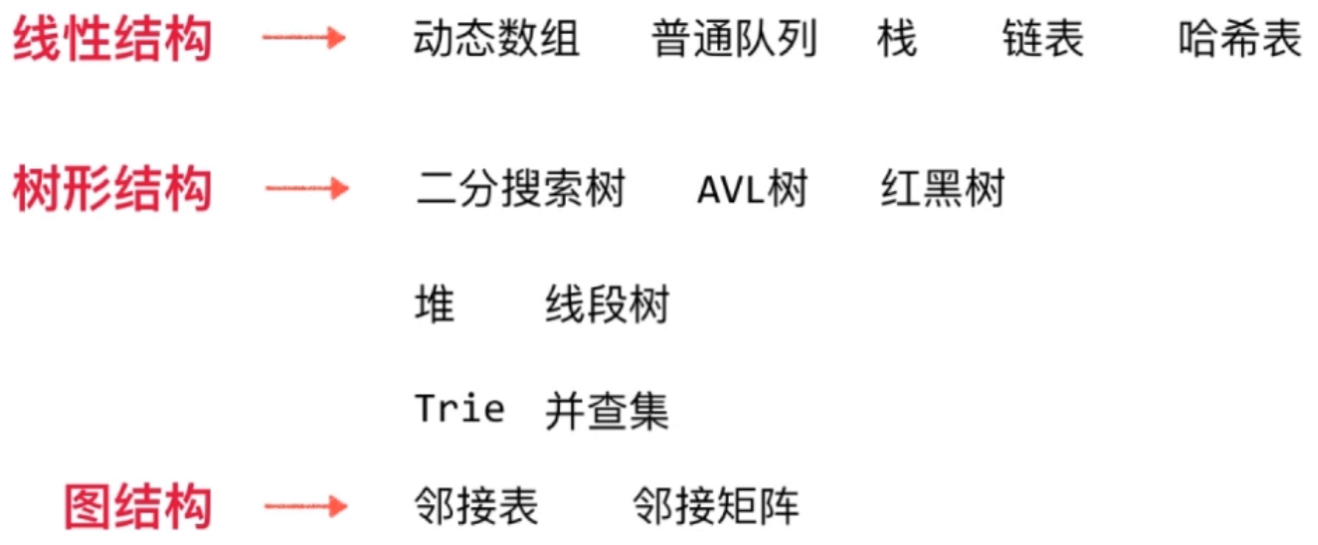 线性结构 动态数组 普通队列 栈 链表 哈希表
树形结构 二分搜索树 AVL树 红黑树
堆 线段树
Trie 并查集
图结构 邻接表 邻接矩阵